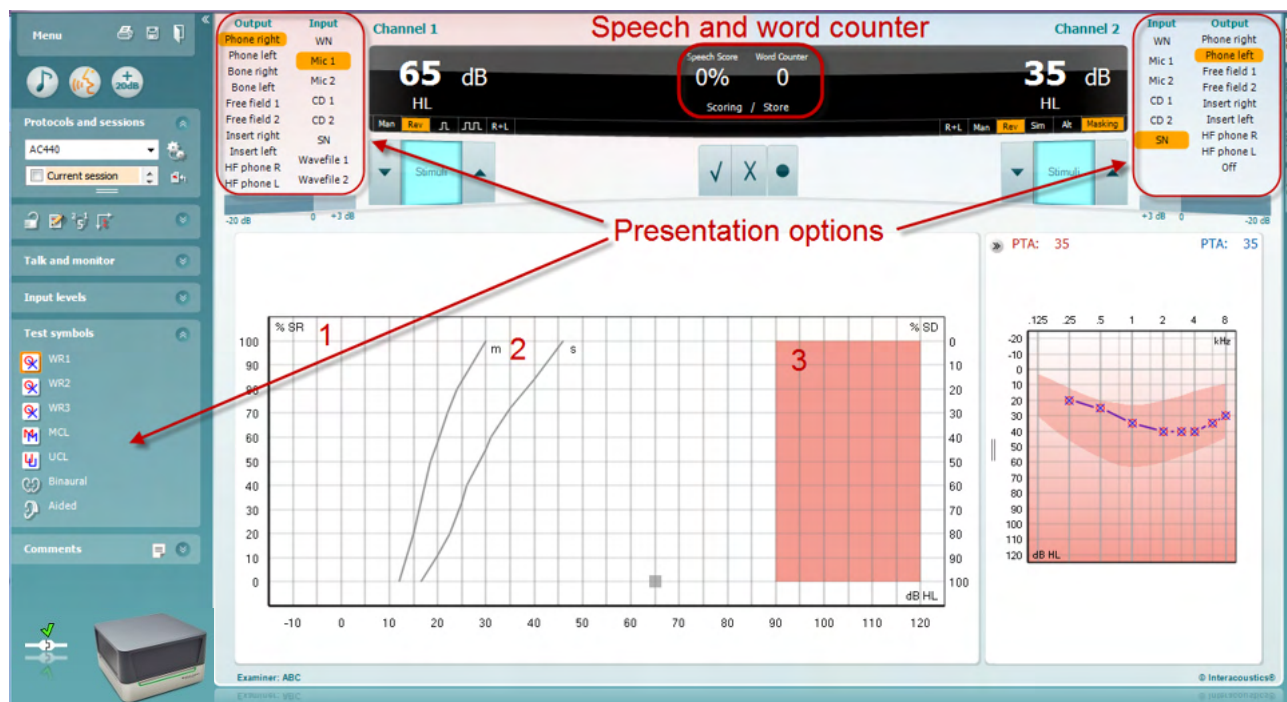 Menu
20dB
Protocols and sessions
AC440
Current session
Talk and monitor
Input levels
Test symbols
WR1
WR2
WR3
MCL
UCL
Binaural
Aided
Comments
Output Input
Phone right WN
Phone left Mic 1
Bone right Mic 2
Bone left CD 1
Free field 1 CD 2
Free field 2 SN
Insert right Wavefile 1
Insert left Wavefile 2
HF phone R
HF phone L
Speech and word counter
Channel 1
65 dB
HL
Man Rev R+L
Speech Score Word Counter
0% 0
Scoring / Store
Channel 2
35 dB
HL
R+L Man Rev Sim Alt Masking
Input Output
WN Phone right
Mic 1 Phone left
Mic 2 Free field 1
CD 1 Free field 2
CD 2 Insert right
SN Insert left
HF phone R
HF phone L
Off
Stimuli
Stimuli
-20 dB 0 +3 dB
+3 dB 0 -20 dB
Presentation options
% SR 1
m 2 s
3
% SD
100 90 80 70 60 50 40 30 20 10 0
0 10 20 30 40 50 60 70 80 90 100
dB HL
-10 0 10 20 30 40 50 60 70 80 90 100 110 120
PTA: 35 PTA: 35
.125 .25 .5 1 2 4 8
kHz
-20 -10 0 10 20 30 40 50 60 70 80 90 100 110 120
dB HL
Examiner: ABC
© Interacoustics®